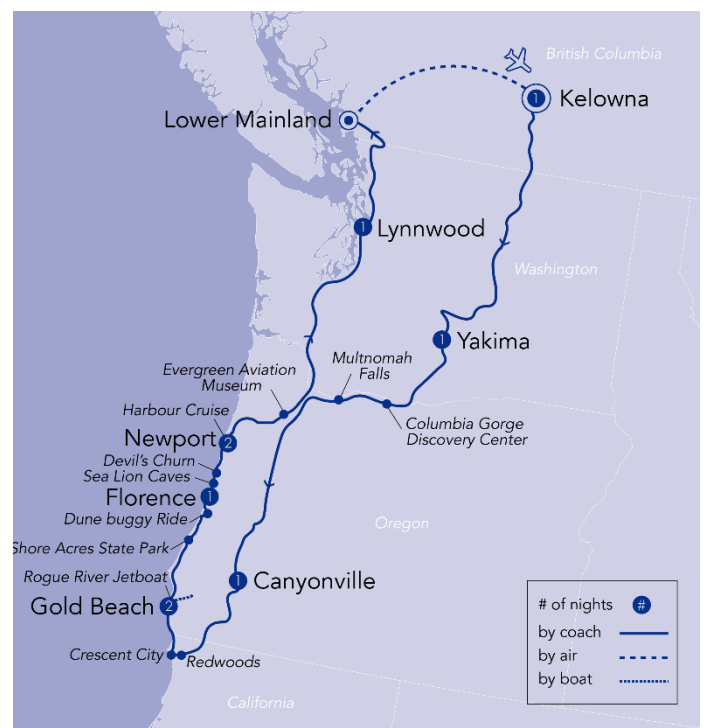 British Columbia
1
Kelowna
Lower Mainland
1
Lynnwood
Washington
1
Yakima
Multnomah
Falls
Evergreen Aviation
Museum
Harbour Cruise
Columbia Gorge
Discovery Center
Newport
2
Devil's Churn
Sea Lion Caves
Florence
1
Dune buggy Ride
Oregon
Shore Acres State Park
Rogue River Jetboat
1
Canyonville
Gold Beach
2
# of nights
#
by coach
by air
by boat
Crescent City
Redwoods
California